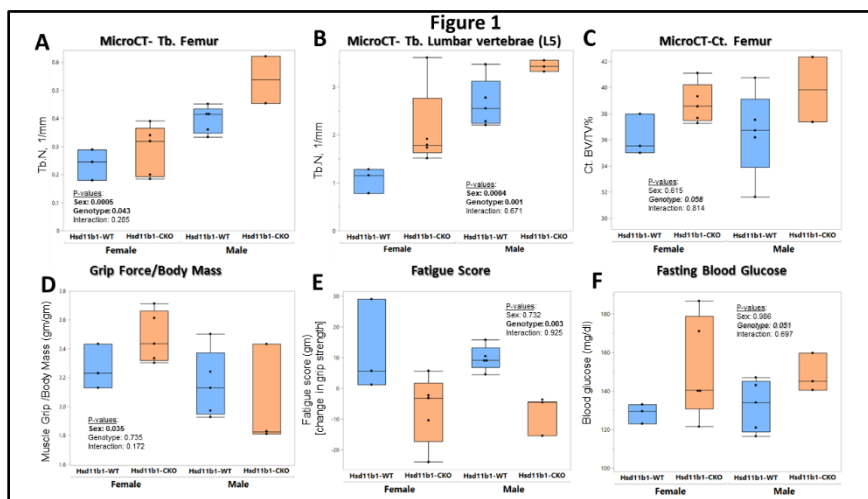 Figure 1
A
MicroCT- Tb. Femur
Tb.N, 1/mm
0.6
0.5
0.4
0.3
0.2
0.1
0
P-values:
Sex: 0.0005
Genotype: 0.043
Interaction: 0.285
Hsd11b1-WT
Hsd11b1-CKO
Hsd11b1-WT
Hsd11b1-CKO
Female
Male
B
MicroCT- Tb. Lumbar vertebrae (L5)
Tb.N, 1/mm
3
2
1
0
P-values:
Sex: 0.0004
Genotype: 0.001
Interaction: 0.671
Hsd11b1-WT
Hsd11b1-CKO
Hsd11b1-WT
Hsd11b1-CKO
Female
Male
C
MicroCT-Ct. Femur
Ct. BV/TV%
42
40
38
36
34
32
30
P-values:
Sex: 0.615
Genotype: 0.058
Interaction: 0.814
Hsd11b1-WT
Hsd11b1-CKO
Hsd11b1-WT
Hsd11b1-CKO
Female
Male
D
Grip Force/Body Mass
Muscle Grip /Body Mass (gm/gm)
2.8
2.6
2.4
2.2
2.0
1.8
1.6
P-values:
Sex: 0.035
Genotype: 0.735
Interaction: 0.172
Hsd11b1-WT
Hsd11b1-CKO
Hsd11b1-WT
Hsd11b1-CKO
Female
Male
E
Fatigue Score
Fatigue score (gm)
[change in grip strength]
30
20
10
0
-10
-20
P-values:
Sex: 0.732
Genotype: 0.003
Interaction: 0.925
Hsd11b1-WT
Hsd11b1-CKO
Hsd11b1-WT
Hsd11b1-CKO
Female
Male
F
Fasting Blood Glucose
Blood glucose (mg/dl)
180
160
140
120
100
P-values:
Sex: 0.986
Genotype: 0.051
Interaction: 0.697
Hsd11b1-WT
Hsd11b1-CKO
Hsd11b1-WT
Hsd11b1-CKO
Female
Male